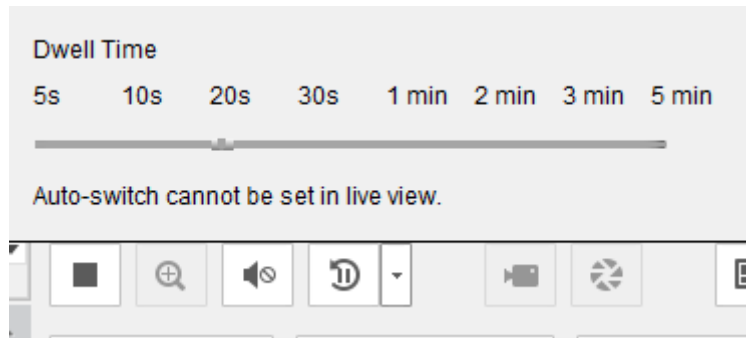 Dwell Time
5s 10s 20s 30s 1 min 2 min 3 min 5 min
Auto-switch cannot be set in live view.